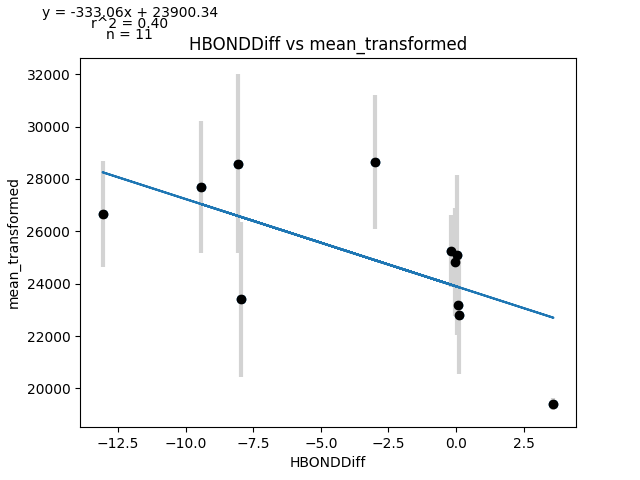 y = -333.06x + 23900.34
r^2 = 0.40
n = 11
HBONDDiff vs mean_transformed
32000
30000
28000
26000
24000
22000
20000
mean_transformed
−12.5 −10.0 −7.5 −5.0 −2.5 0.0 2.5
HBONDDiff